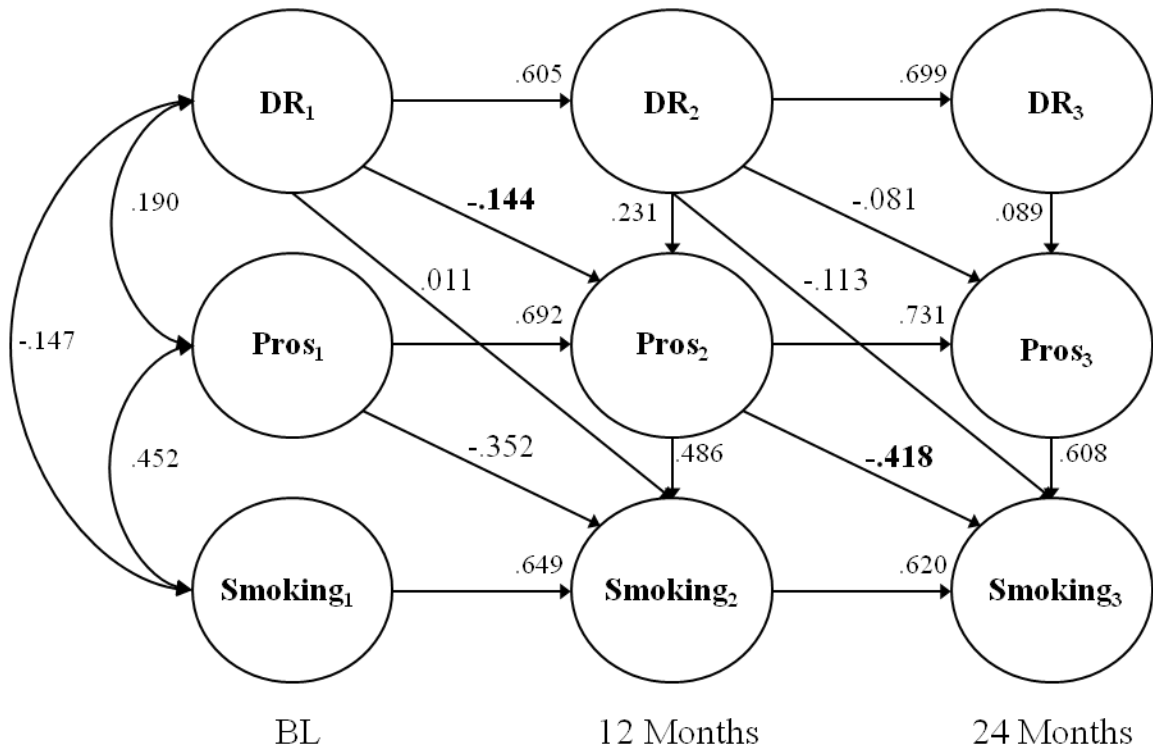 .605
.699
DR₁
DR₂
DR₃
.190
-.144
.231
-.081
.089
.011
-.113
.692
.731
-.147
Pros₁
Pros₂
Pros₃
.452
-.352
.486
-.418
.608
.649
.620
Smoking₁
Smoking₂
Smoking₃
BL
12 Months
24 Months